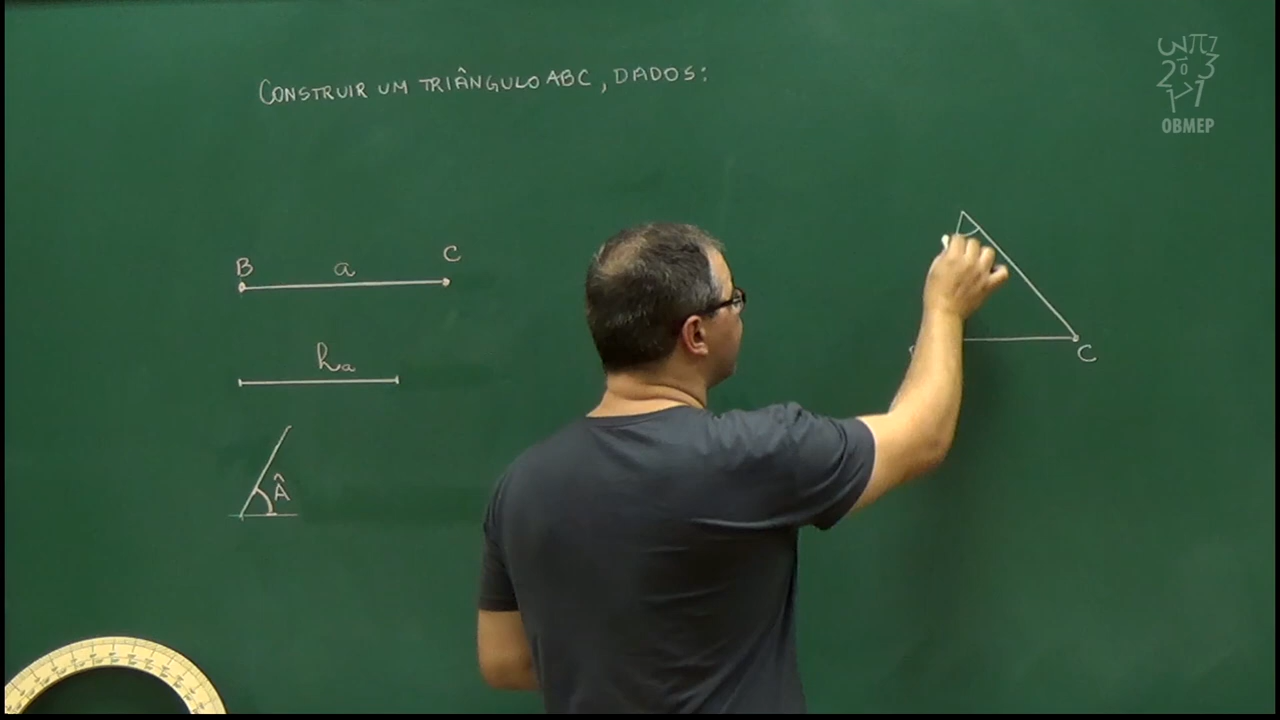 CONSTRUIR UM TRIÂNGULO ABC, DADOS:
B a C
ha
Â
C
OBMEP